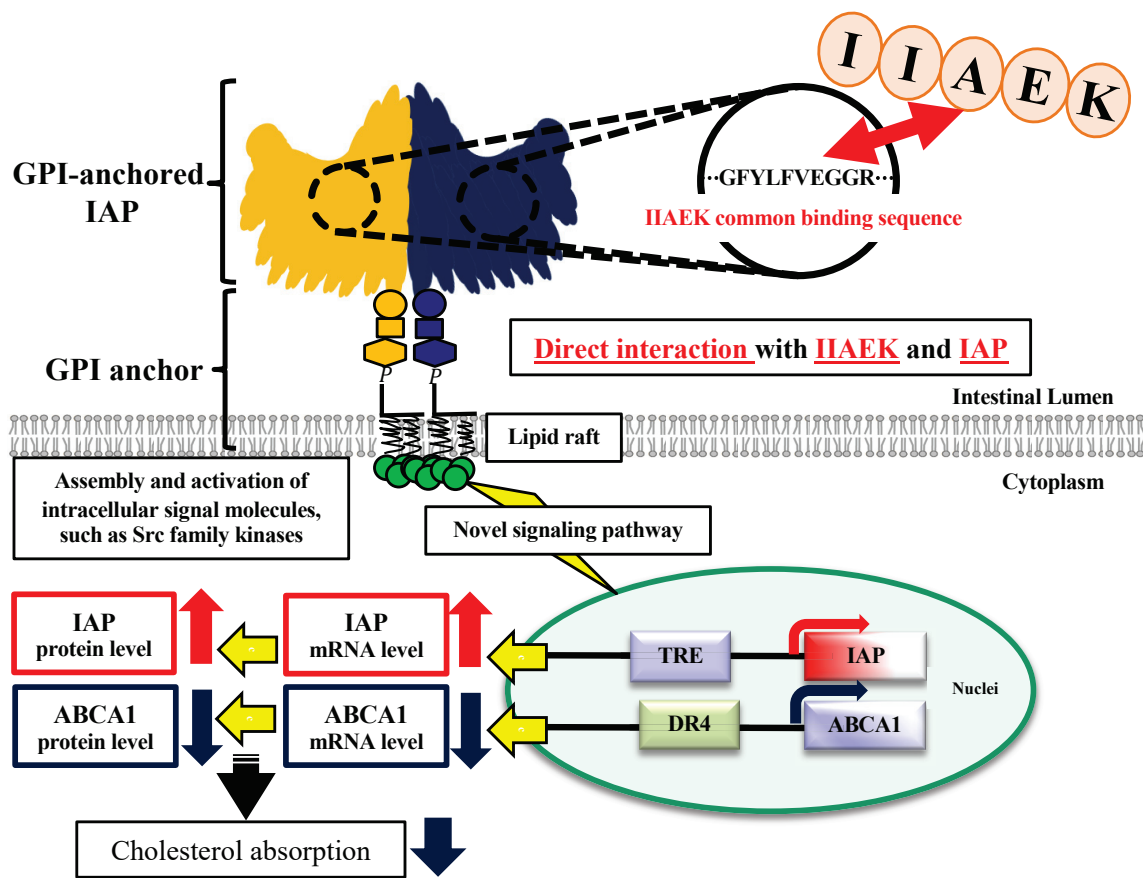 I I A E K
GPI-anchored
IAP
···GFYLFVEGGR···
IIAEK common binding sequence
GPI anchor
P P
Direct interaction with IIAEK and IAP
Intestinal Lumen
Lipid raft
Cytoplasm
Assembly and activation of
intracellular signal molecules,
such as Src family kinases
Novel signaling pathway
IAP
protein level
IAP
mRNA level
TRE
IAP
Nuclei
ABCA1
protein level
ABCA1
mRNA level
DR4
ABCA1
Cholesterol absorption